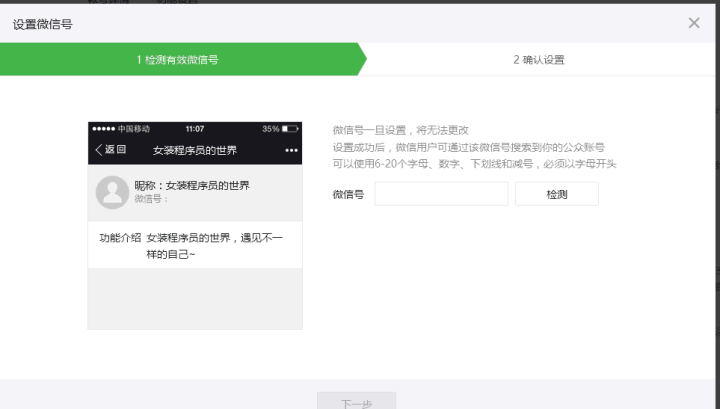 设置微信号
1 检测有效微信号
2 确认设置
中国移动 11:07 35%
返回 女装程序员的世界
昵称：女装程序员的世界
微信号：
功能介绍 女装程序员的世界，遇见不一
样的自己~
微信号一旦设置，将无法更改
设置成功后，微信用户可通过该微信号搜索到你的公众账号
可以使用6-20个字母、数字、下划线和减号，必须以字母开头
微信号 检测
下一步